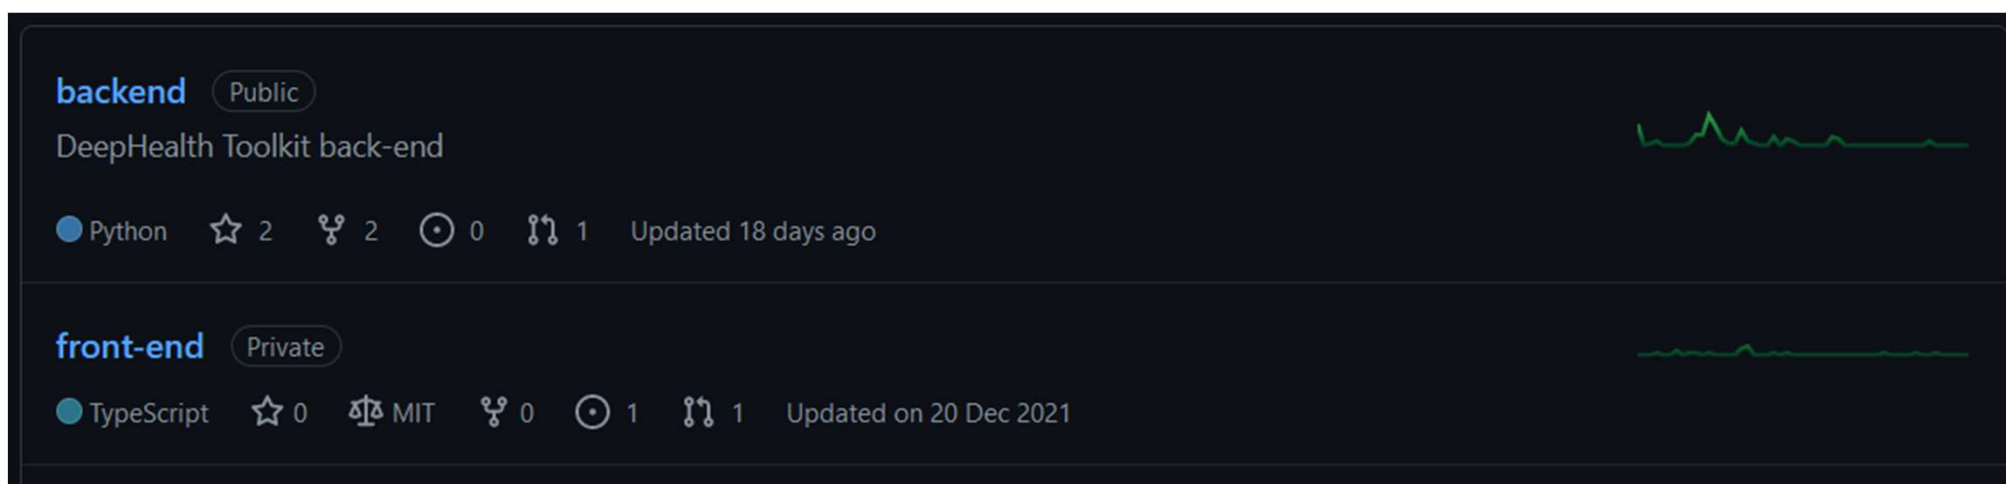 backend Public
DeepHealth Toolkit back-end
Python 2 2 0 1 Updated 18 days ago
front-end Private
TypeScript 0 MIT 0 1 1 Updated on 20 Dec 2021